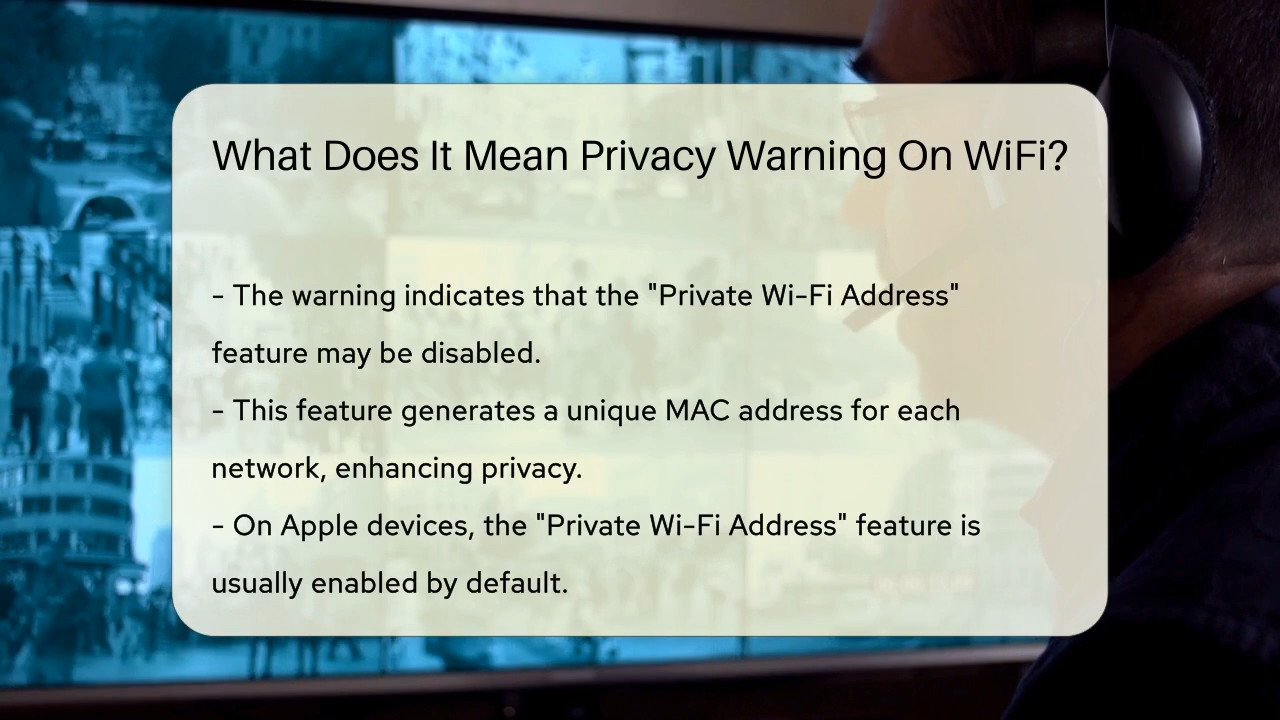 What Does It Mean Privacy Warning On WiFi?
- The warning indicates that the "Private Wi-Fi Address"
feature may be disabled.
- This feature generates a unique MAC address for each
network, enhancing privacy.
- On Apple devices, the "Private Wi-Fi Address" feature is
usually enabled by default.